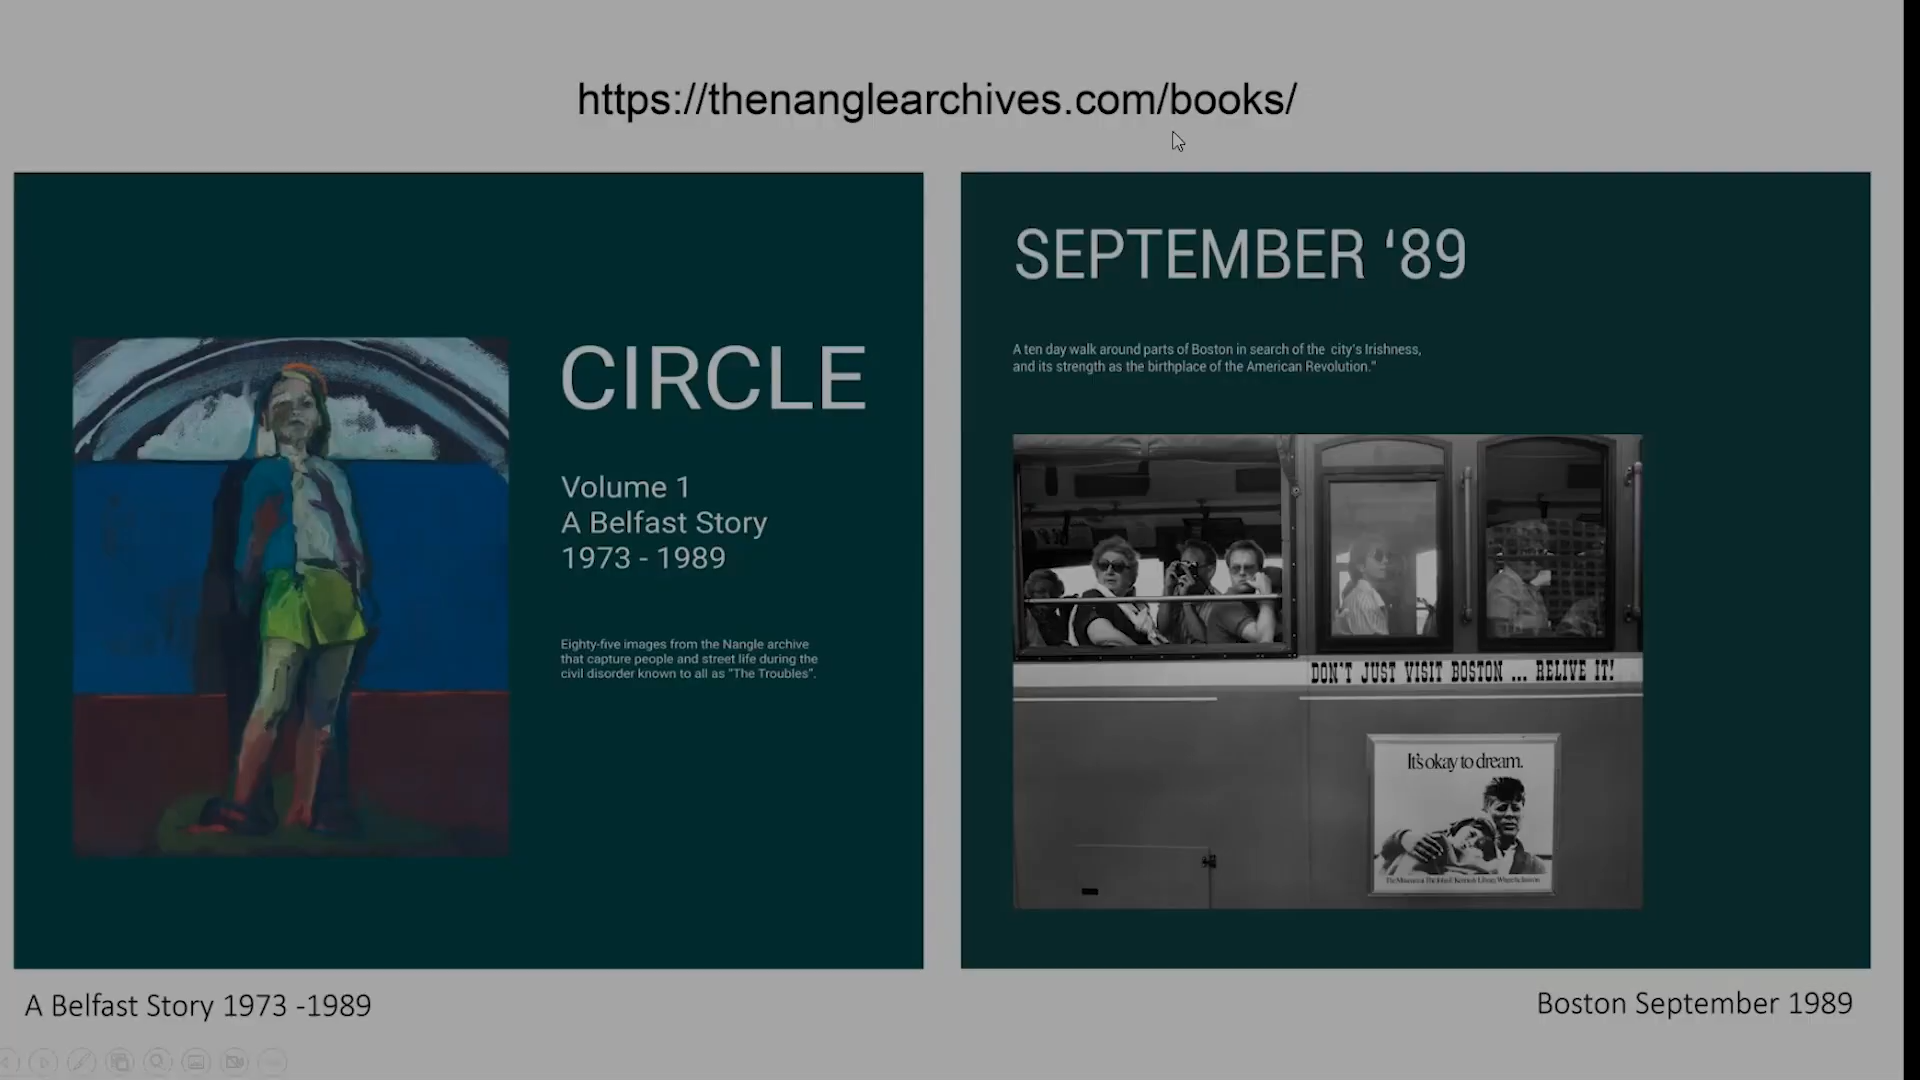 https://thenanglearchives.com/books/
CIRCLE
Volume 1
A Belfast Story
1973 - 1989
Eighty-five images from the Nangle archive
that capture people and street life during the
civil disorder known to all as "The Troubles".
A Belfast Story 1973 -1989
SEPTEMBER ‘89
A ten day walk around parts of Boston in search of the city's Irishness,
and its strength as the birthplace of the American Revolution."
DON'T JUST VISIT BOSTON ... RELIVE IT!
It's okay to dream.
Boston September 1989